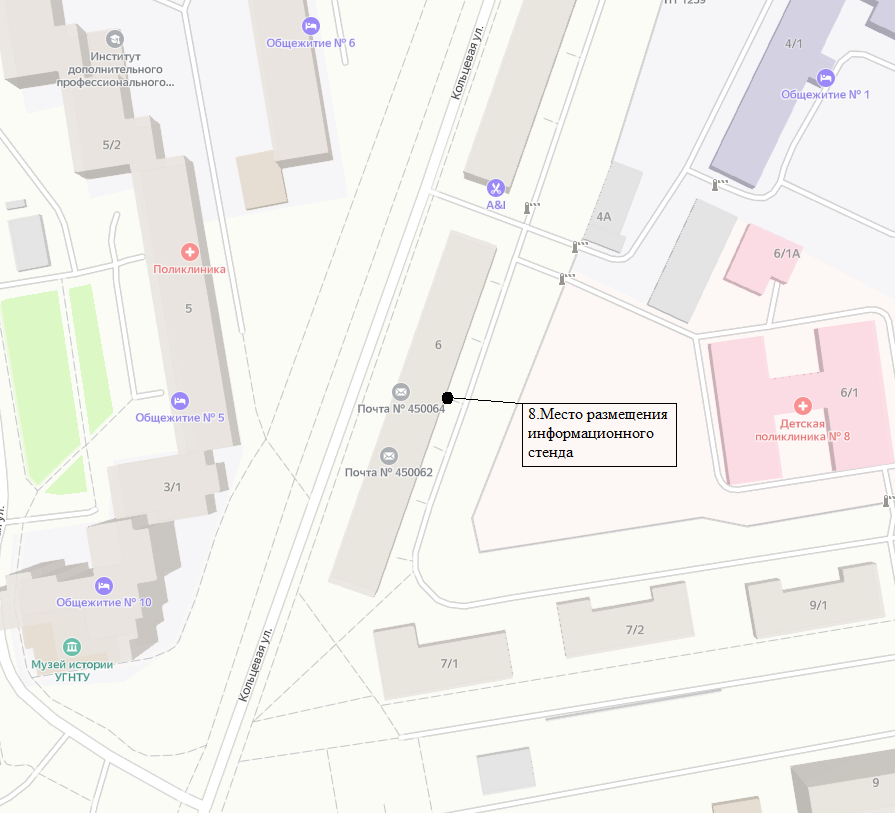 Общежитие № 6
Институт
дополнительного
профессионального...
Кольцевая ул.
4/1
Общежитие № 1
5/2
A&I
4А
6/1А
Поликлиника
5
6
Почта № 450064
8.Место размещения
информационного
стенда
6/1
Детская
поликлиника № 8
Общежитие № 5
Почта № 450062
3/1
Общежитие № 10
Музей истории
УГНТУ
Кольцевая ул.
7/1
7/2
9/1
9